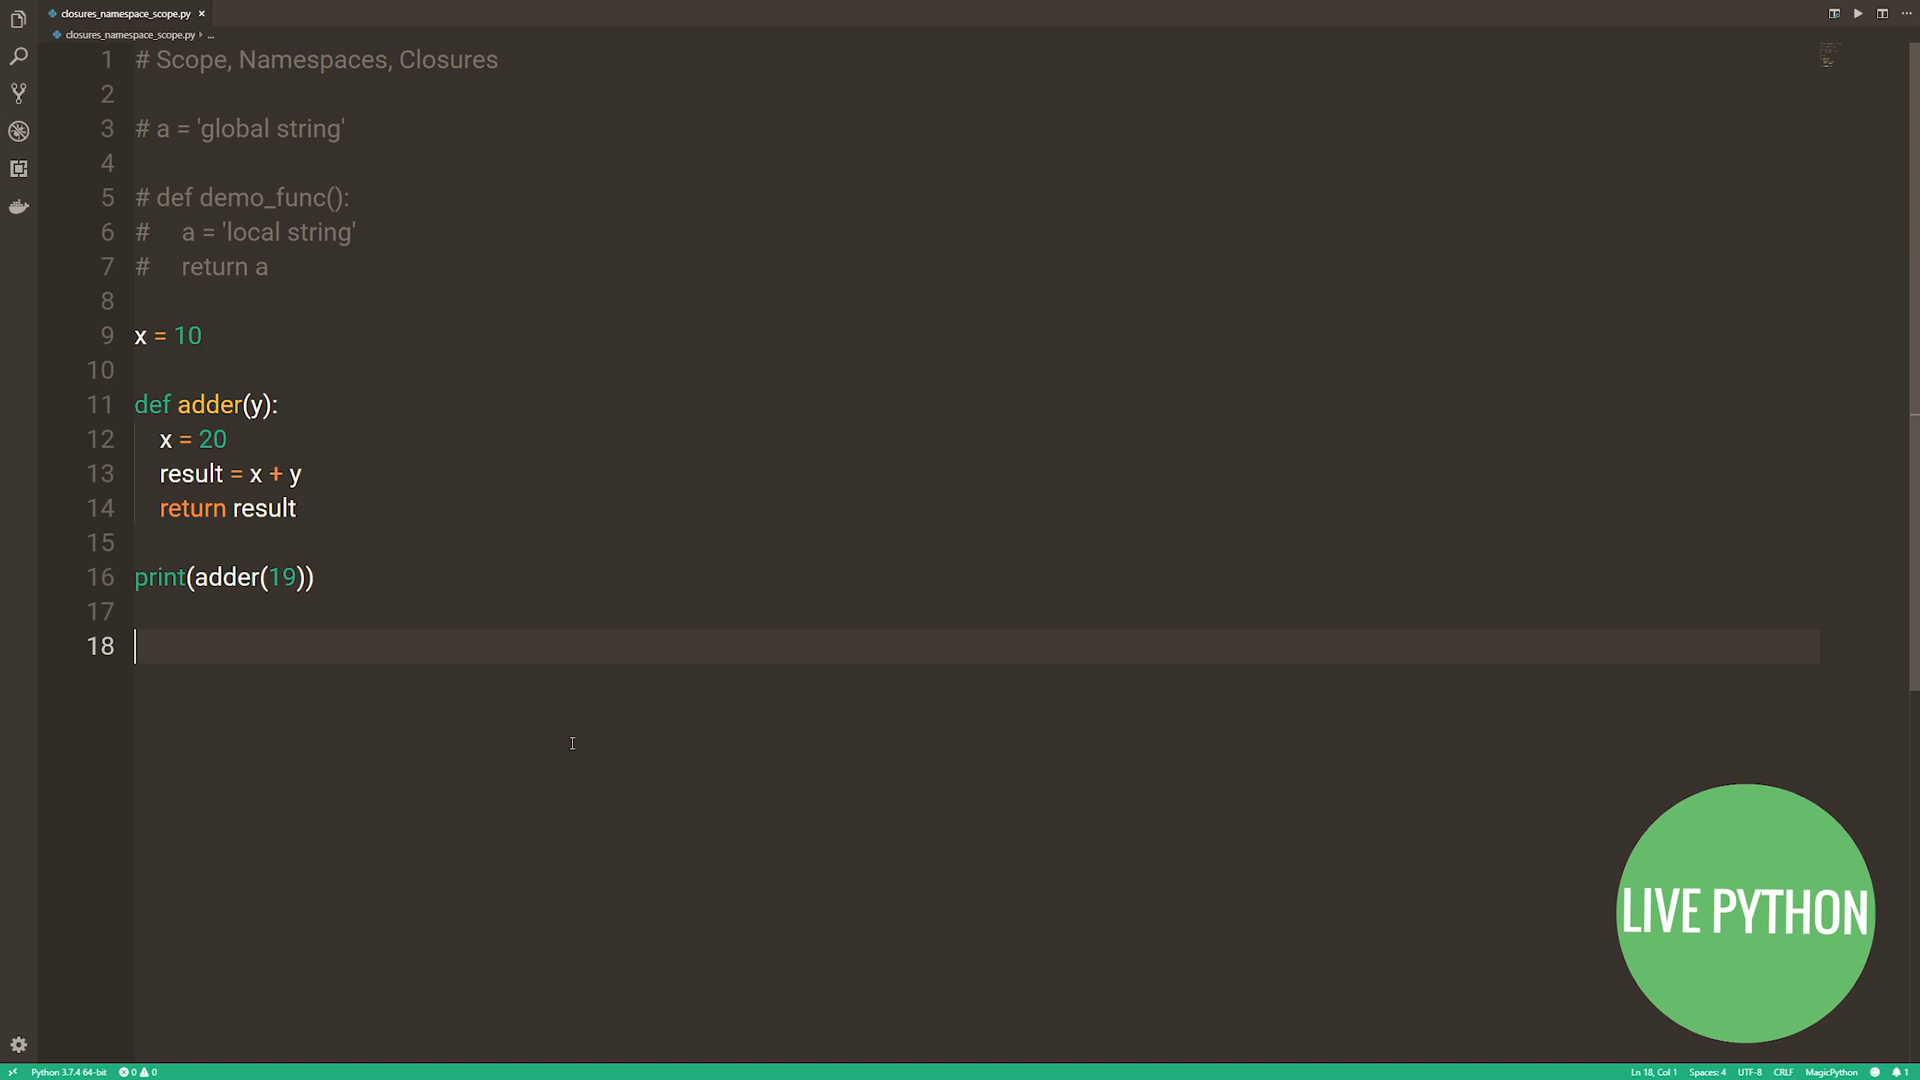 closures_namespace_scope.py ×
closures_namespace_scope.py › ...
1 # Scope, Namespaces, Closures
2
3 # a = 'global string'
4
5 # def demo_func():
6 #     a = 'local string'
7 #     return a
8
9 x = 10
10
11 def adder(y):
12     x = 20
13     result = x + y
14     return result
15
16 print(adder(19))
17
18
LIVE PYTHON
Python 3.7.4 64-bit 0 0 Ln 18, Col 1 Spaces: 4 UTF-8 CRLF MagicPython 1